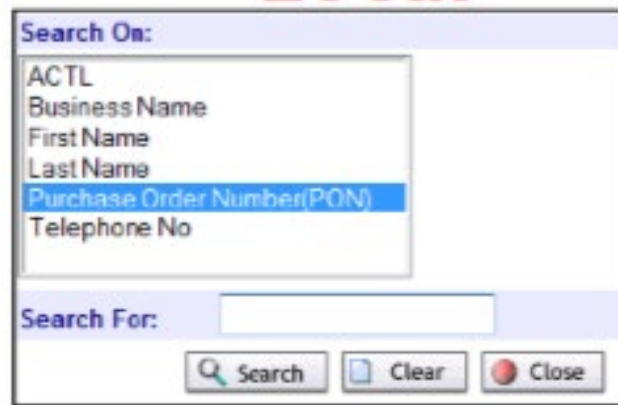 Search On:
ACTL
Business Name
First Name
Last Name
Purchase Order Number(PON)
Telephone No
Search For:
Search Clear Close